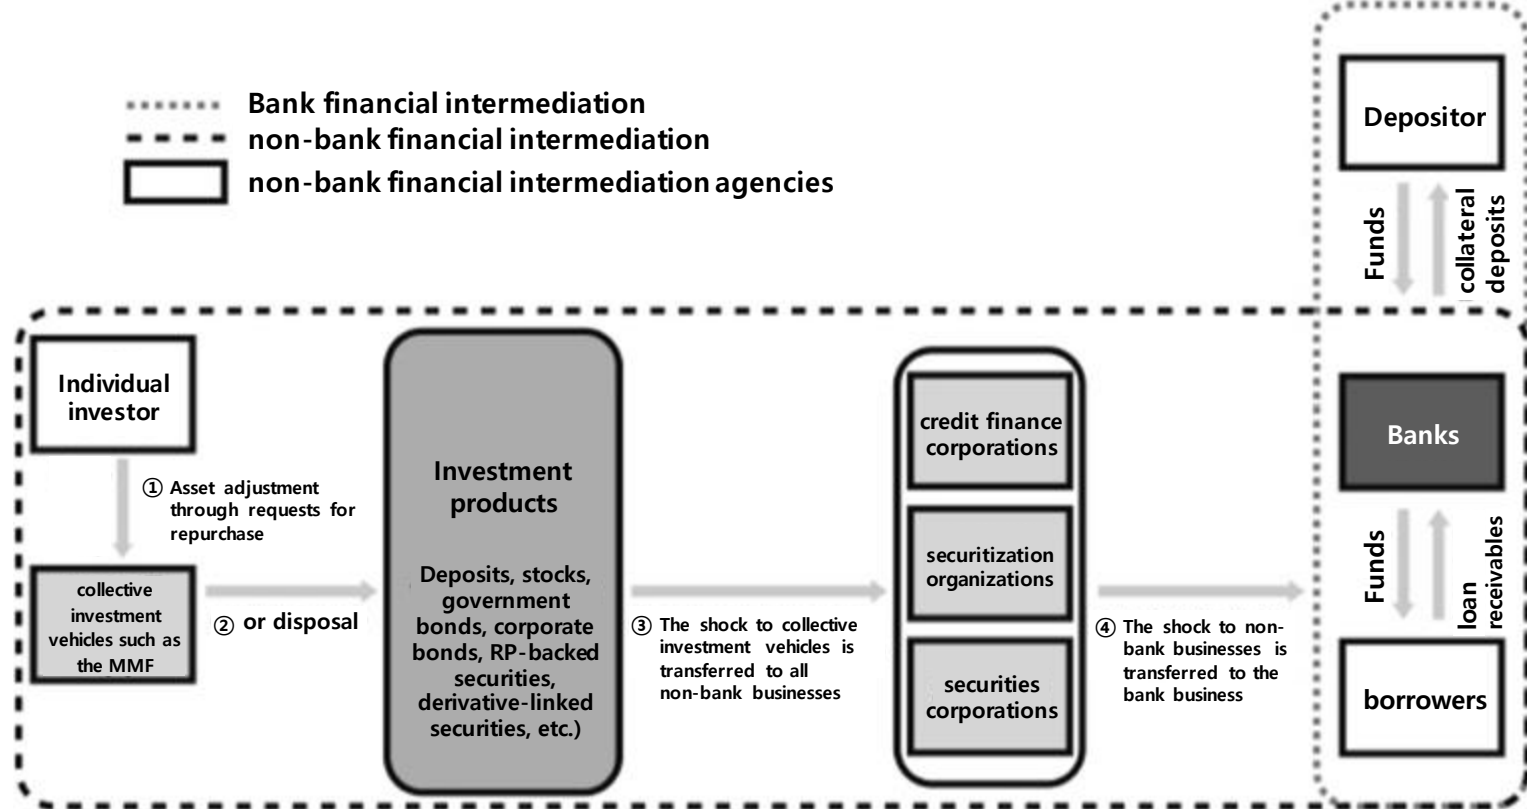 Bank financial intermediation
non-bank financial intermediation
non-bank financial intermediation agencies
Depositor
Funds
collateral
deposits
Individual
investor
① Asset adjustment
through requests for
repurchase
collective
investment
vehicles such as
the MMF
② or disposal
Investment
products
Deposits, stocks,
government
bonds, corporate
bonds, RP-backed
securities,
derivative-linked
securities, etc.)
③ The shock to collective
investment vehicles is
transferred to all
non-bank businesses
credit finance
corporations
securitization
organizations
securities
corporations
④ The shock to non-
bank businesses is
transferred to the
bank business
Banks
Funds
loan
receivables
borrowers